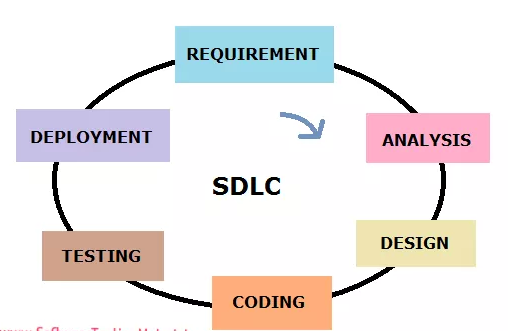 REQUIREMENT
ANALYSIS
DESIGN
CODING
TESTING
DEPLOYMENT
SDLC